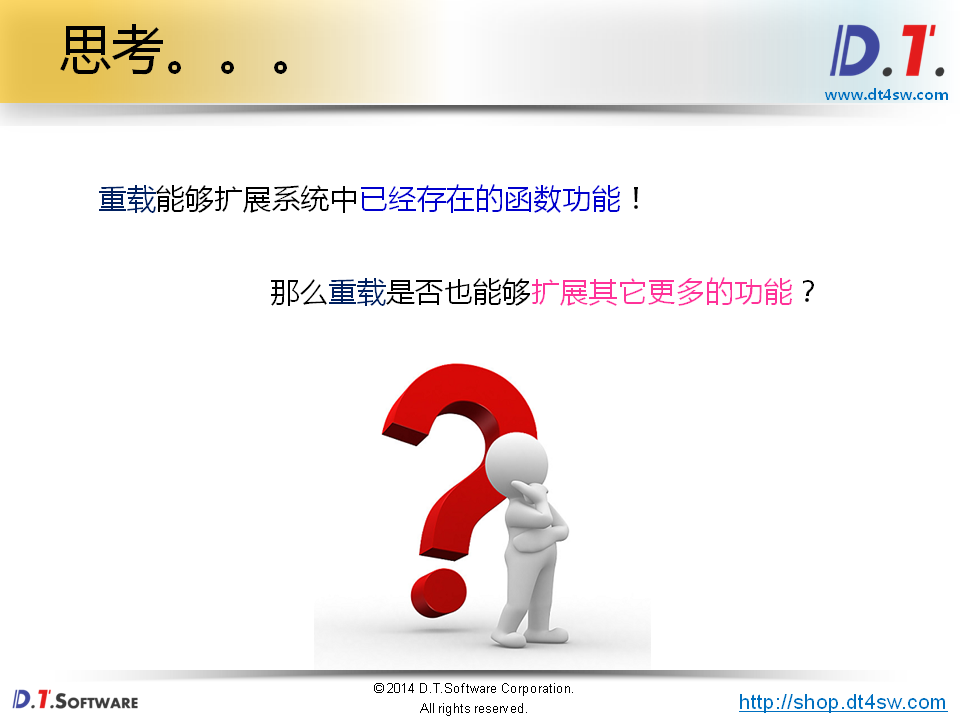 思考。。。
D.T.
www.dt4sw.com
重载能够扩展系统中已经存在的函数功能！
那么重载是否也能够扩展其它更多的功能？
D.T.SOFTWARE
©2014 D.T.Software Corporation.
All rights reserved.
http://shop.dt4sw.com